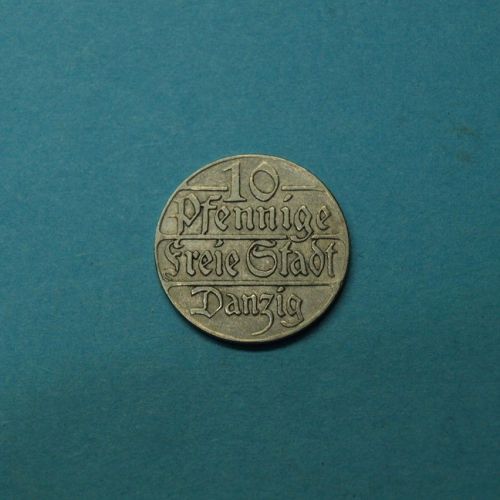 10
Pfennige
Freie Stadt
Danzig